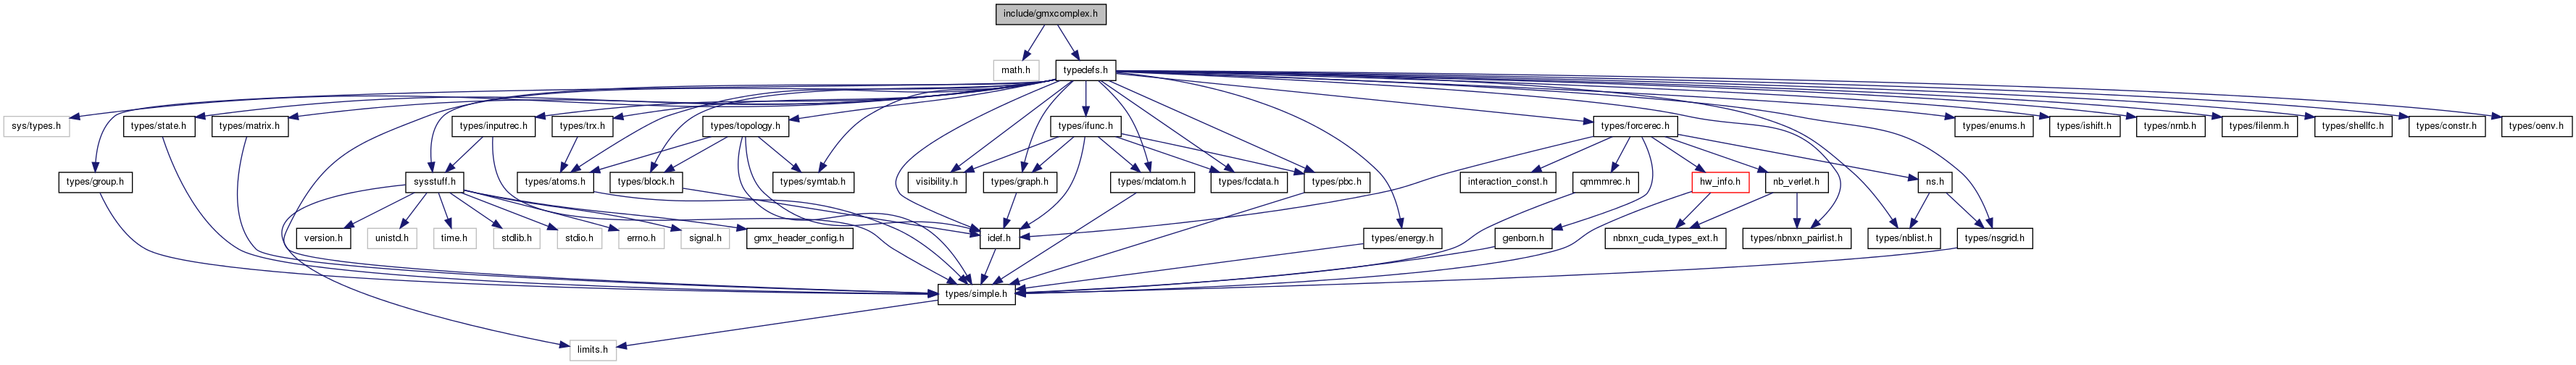 include/gmxcomplex.h
math.h
typedefs.h
sys/types.h
types/state.h
types/matrix.h
types/inputrec.h
types/trx.h
types/topology.h
types/ifunc.h
types/forcerec.h
types/enums.h
types/ishift.h
types/nrnb.h
types/filenm.h
types/shellfc.h
types/constr.h
types/oenv.h
types/group.h
sysstuff.h
types/atoms.h
types/block.h
types/symtab.h
visibility.h
types/graph.h
types/mdatom.h
types/fcdata.h
types/pbc.h
interaction_const.h
qmmmrec.h
hw_info.h
nb_verlet.h
ns.h
version.h
unistd.h
time.h
stdlib.h
stdio.h
errno.h
signal.h
gmx_header_config.h
idef.h
types/energy.h
genborn.h
nbnxn_cuda_types_ext.h
types/nbnxn_pairlist.h
types/nblist.h
types/nsgrid.h
types/simple.h
limits.h